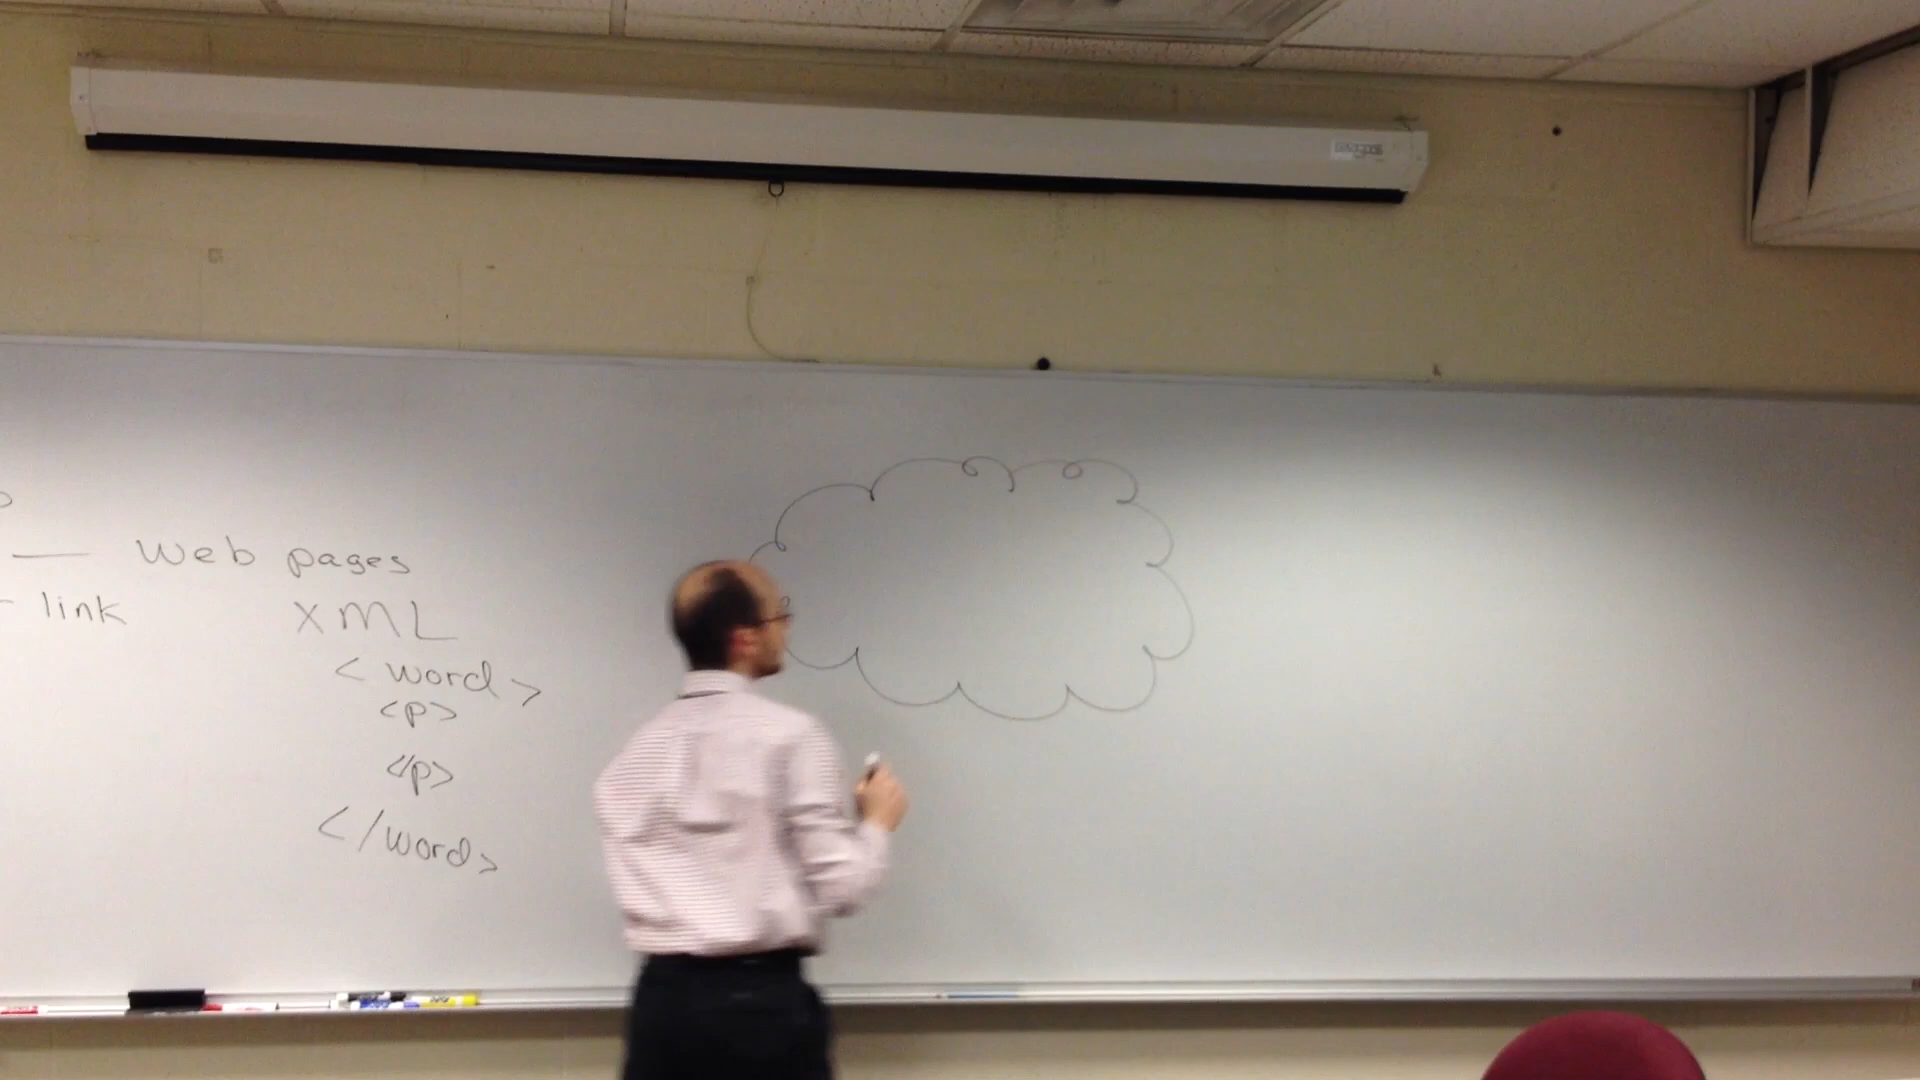 — Web pages
- link XML
< word >
<p>
</p>
</word>